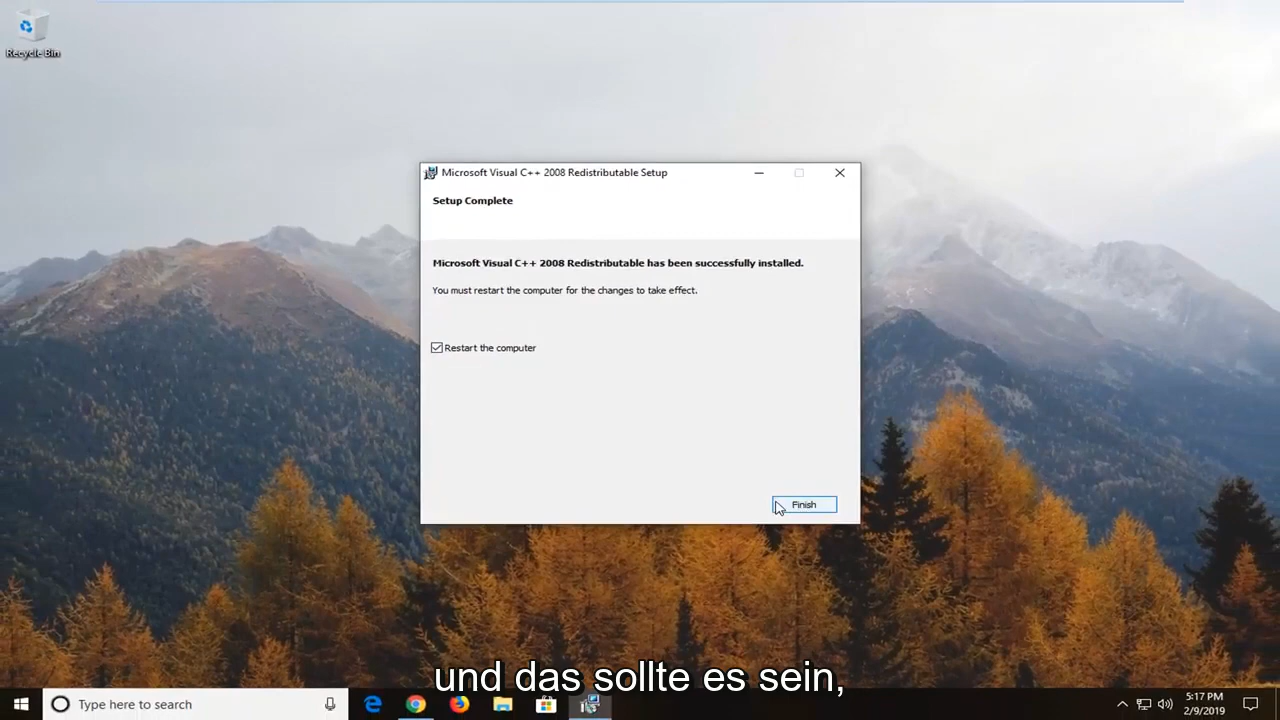 Recycle Bin
Microsoft Visual C++ 2008 Redistributable Setup
Setup Complete
Microsoft Visual C++ 2008 Redistributable has been successfully installed.
You must restart the computer for the changes to take effect.
Restart the computer
Finish
und das sollte es sein,
Type here to search
5:17 PM
2/9/2019